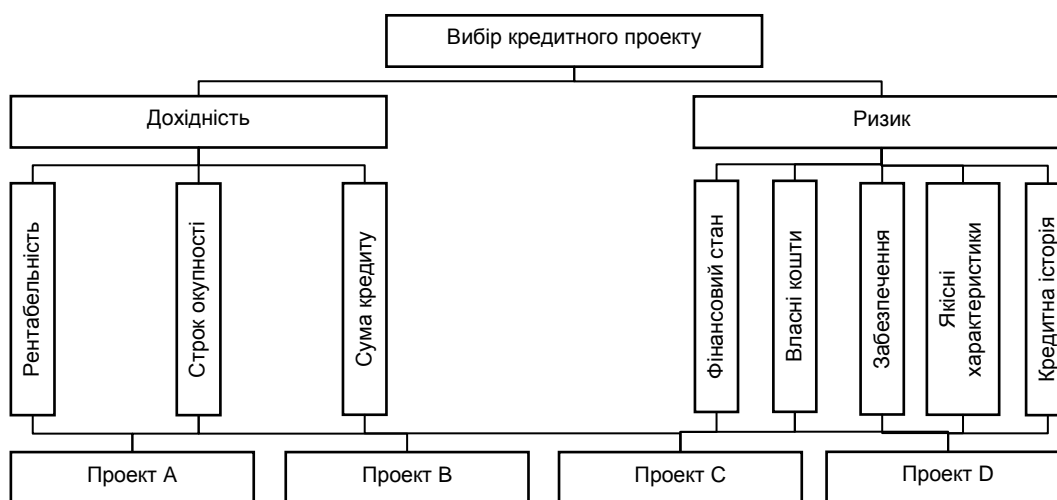 Вибір кредитного проекту
Дохідність
Ризик
Рентабельність
Строк окупності
Сума кредиту
Фінансовий стан
Власні кошти
Забезпечення
Якісні
характеристики
Кредитна історія
Проект A
Проект B
Проект C
Проект D